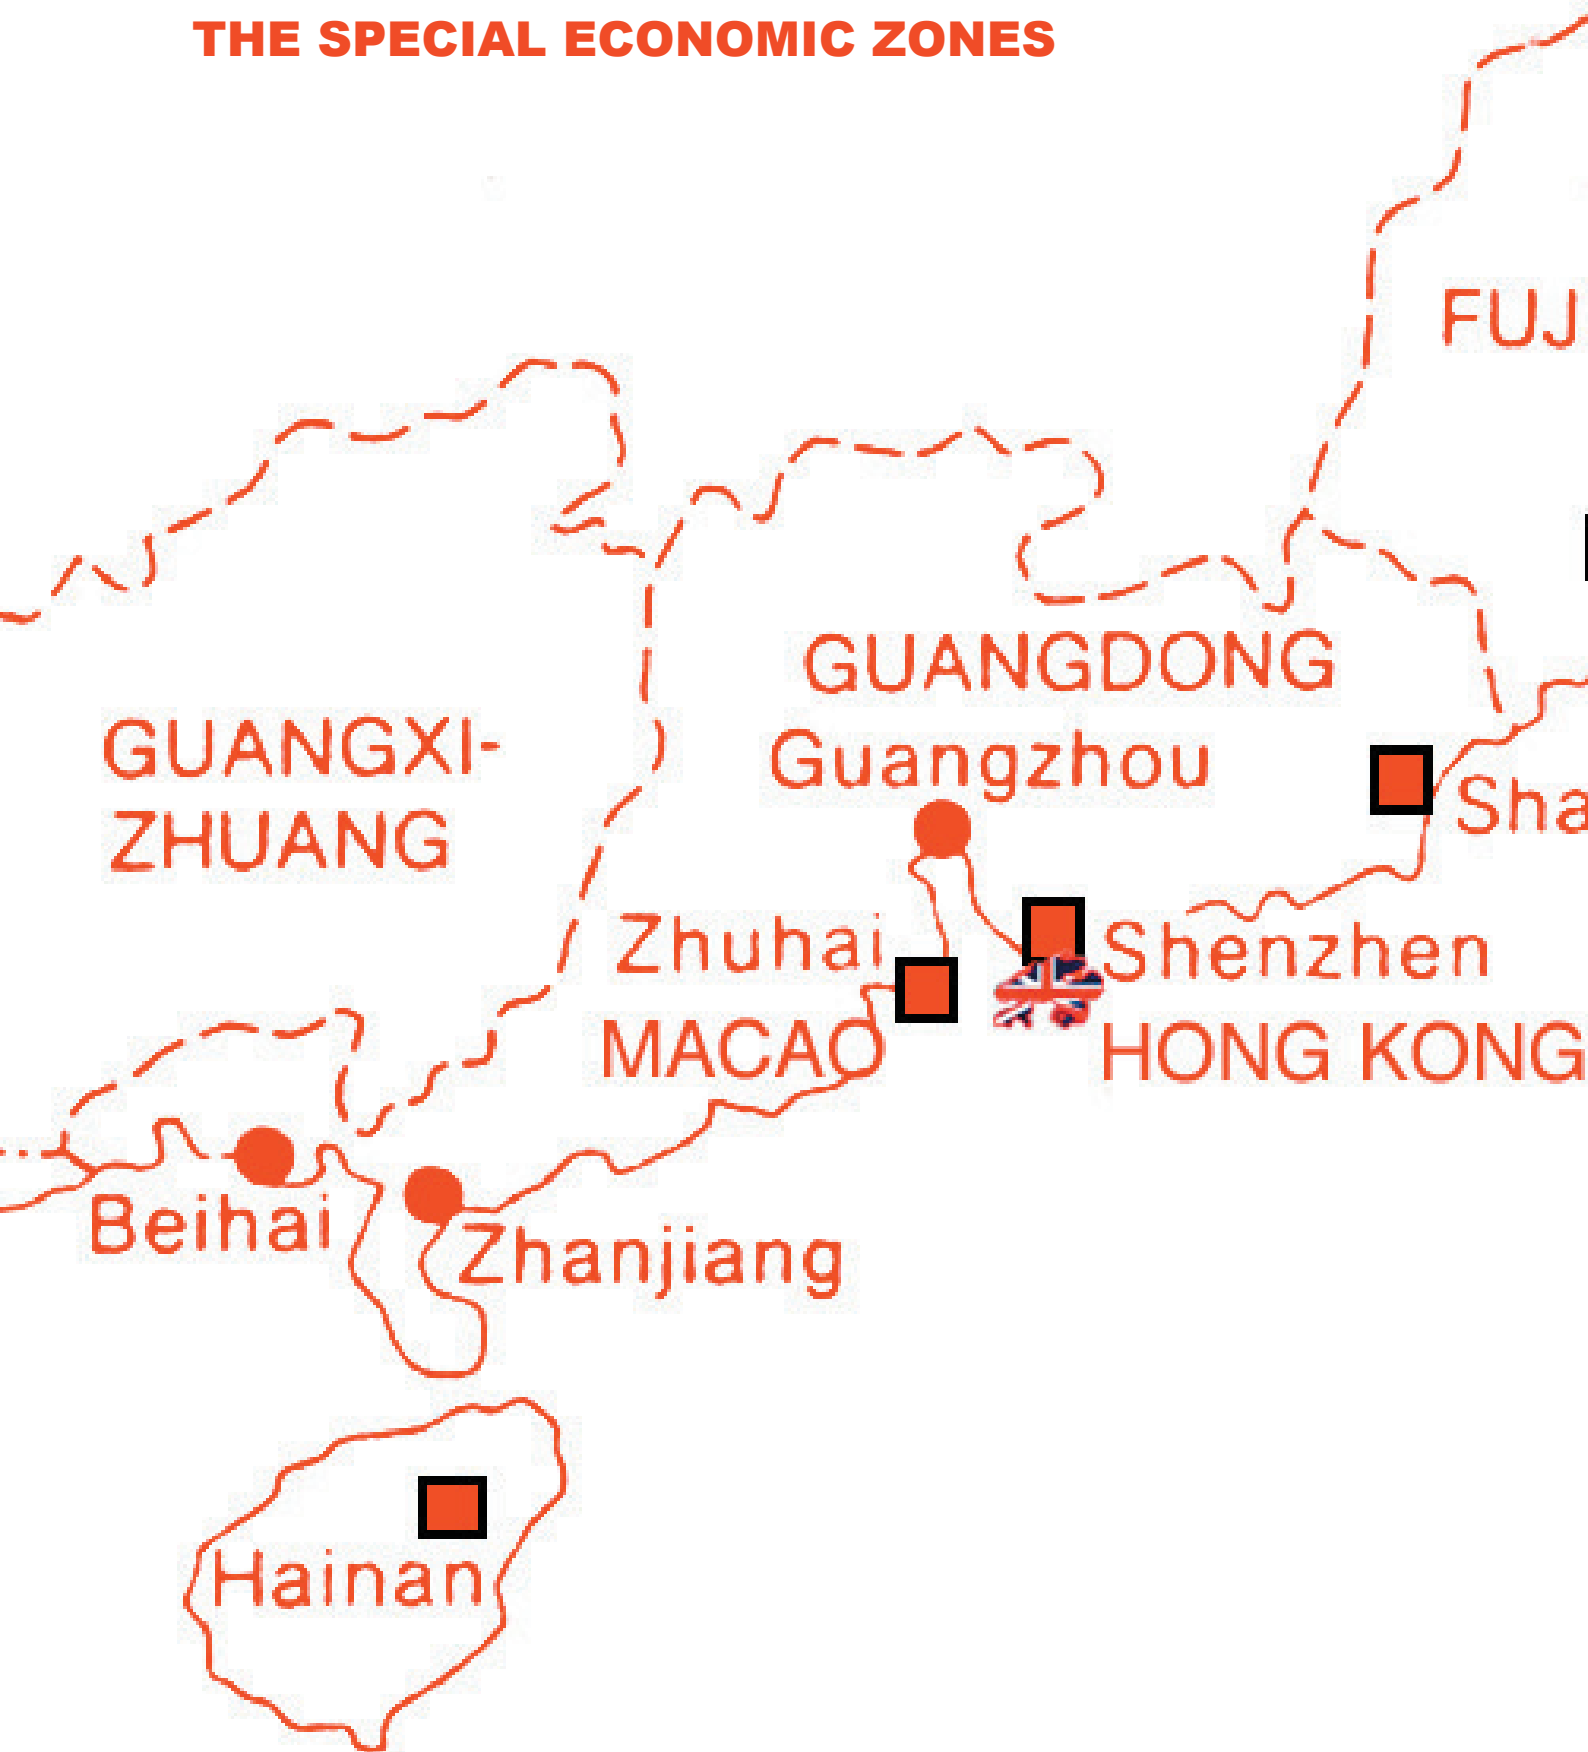 THE SPECIAL ECONOMIC ZONES
FUJ
GUANGDONG
GUANGXI-
ZHUANG
Guangzhou
Sha
Zhuhai
Shenzhen
MACAO
HONG KONG
Beihai
Zhanjiang
Hainan